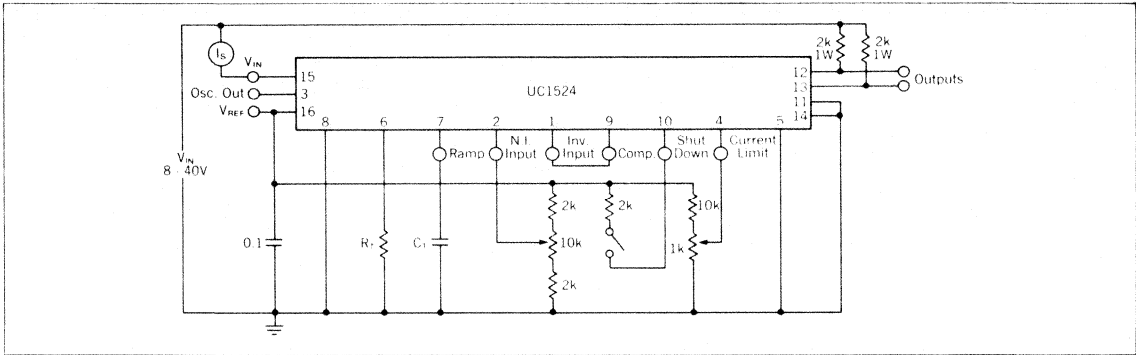 2k 2k
1W 1W
IS
VIN
15 12
Outputs
Osc. Out 3 UC1524 13
VREF 16 11
14
8 6 7 2 1 9 10 4 5
Ramp N.I. Input Inv. Input Comp. Shut Down Current Limit
VIN
8 - 40V
2k 2k 10k
0.1 RT CT 10k 1k
2k